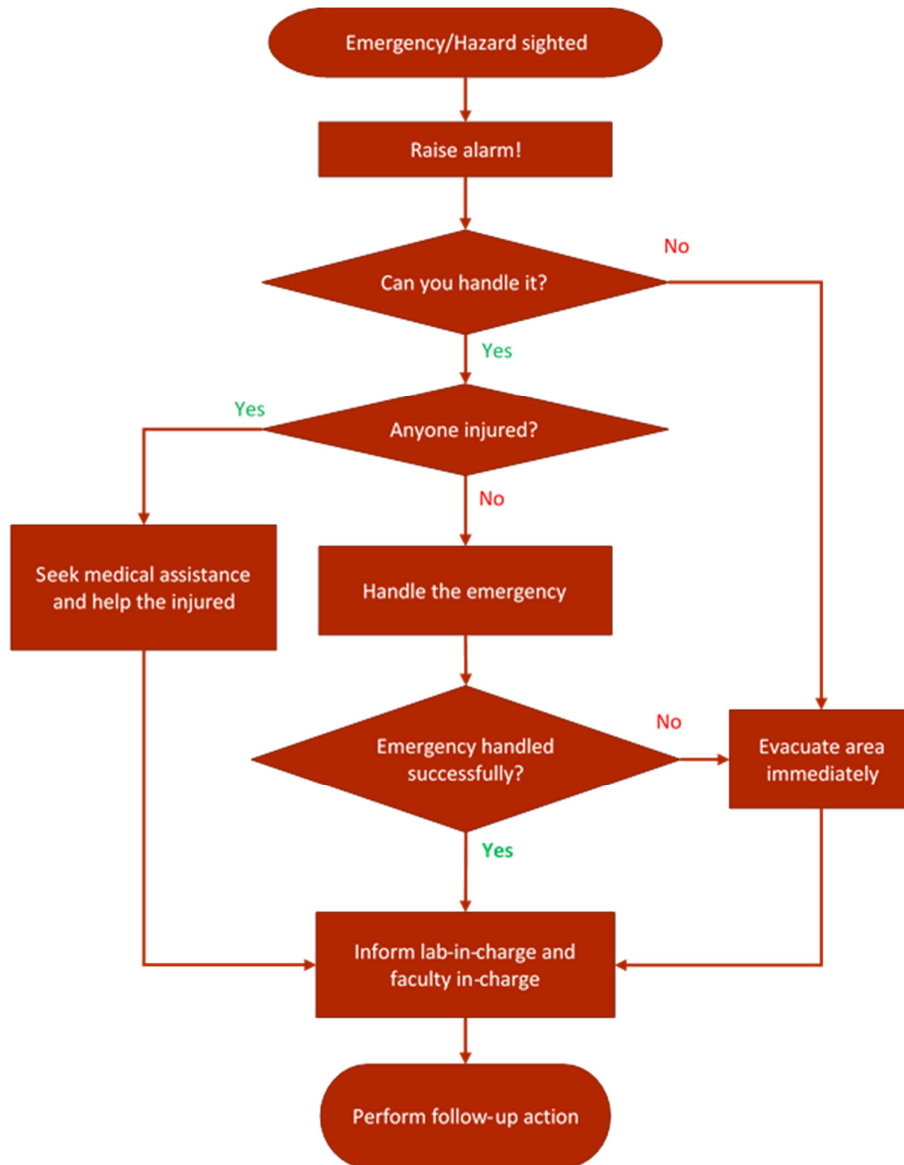 Emergency/Hazard sighted
Raise alarm!
No
Can you handle it?
Yes
Yes
Anyone injured?
No
Seek medical assistance
and help the injured
Handle the emergency
No
Emergency handled
successfully?
Evacuate area
immediately
Yes
Inform lab-in-charge and
faculty in-charge
Perform follow-up action